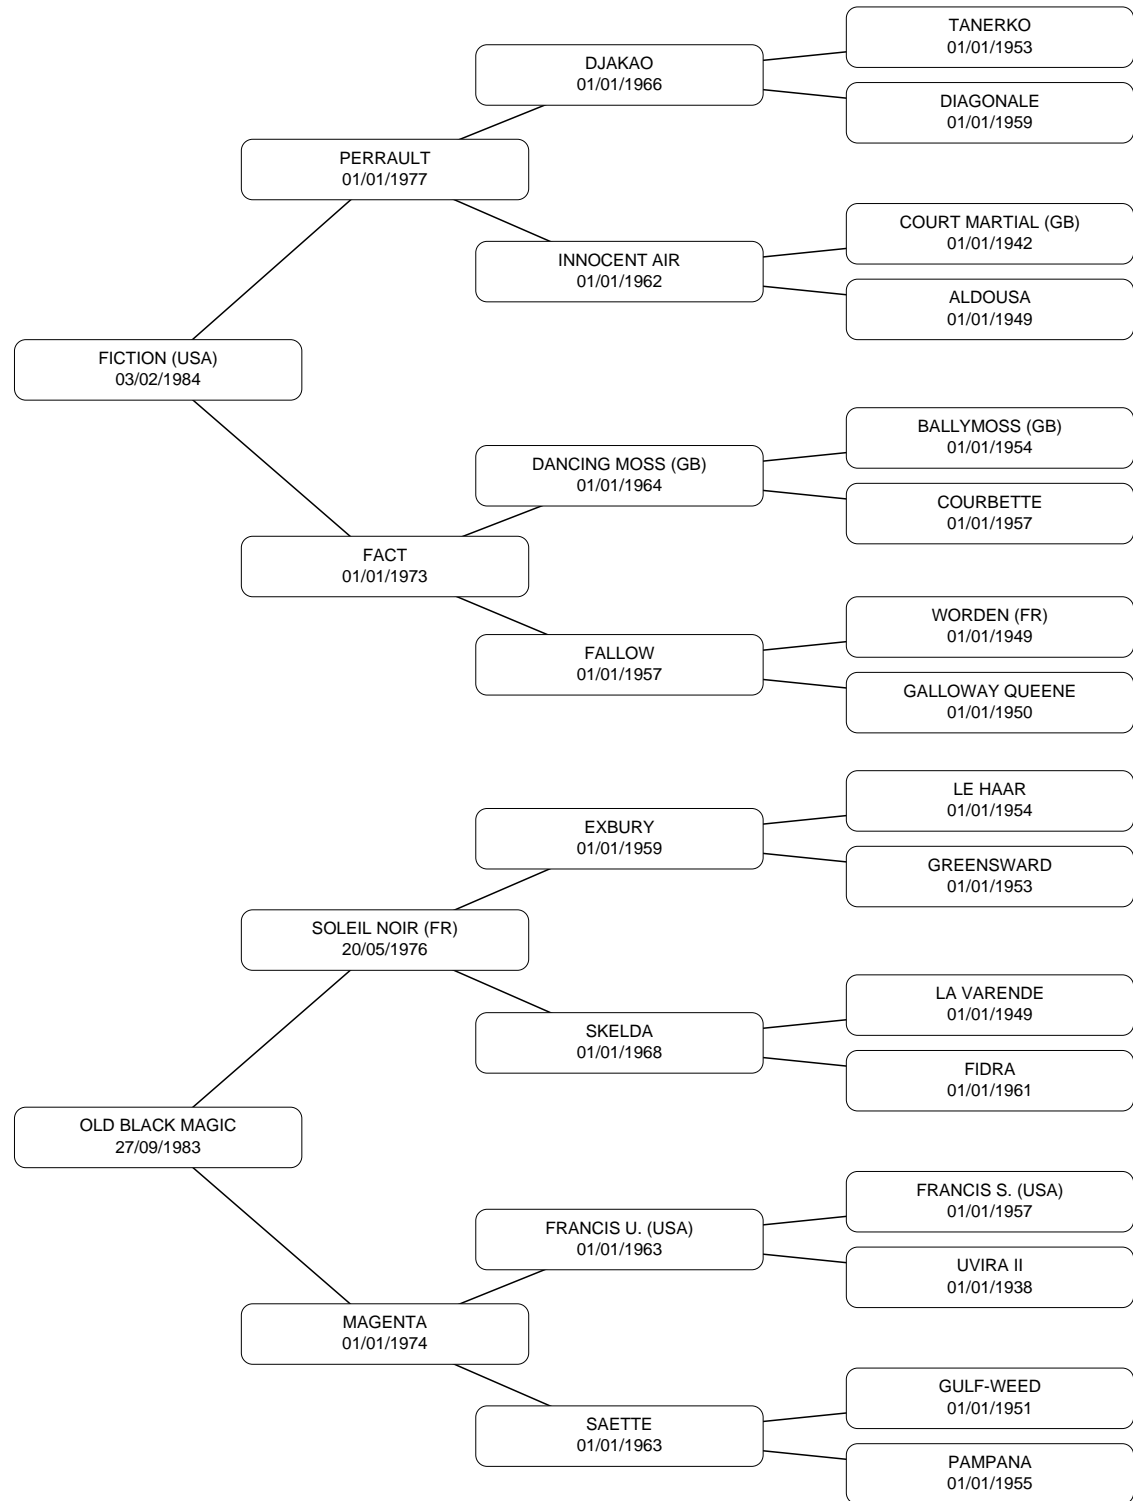 TANERKO
01/01/1953
DJAKAO
01/01/1966
DIAGONALE
01/01/1959
PERRAULT
01/01/1977
COURT MARTIAL (GB)
01/01/1942
INNOCENT AIR
01/01/1962
ALDOUSA
01/01/1949
FICTION (USA)
03/02/1984
BALLYMOSS (GB)
01/01/1954
DANCING MOSS (GB)
01/01/1964
COURBETTE
01/01/1957
FACT
01/01/1973
WORDEN (FR)
01/01/1949
FALLOW
01/01/1957
GALLOWAY QUEENE
01/01/1950
LE HAAR
01/01/1954
EXBURY
01/01/1959
GREENSWARD
01/01/1953
SOLEIL NOIR (FR)
20/05/1976
LA VARENDE
01/01/1949
SKELDA
01/01/1968
FIDRA
01/01/1961
OLD BLACK MAGIC
27/09/1983
FRANCIS S. (USA)
01/01/1957
FRANCIS U. (USA)
01/01/1963
UVIRA II
01/01/1938
MAGENTA
01/01/1974
GULF-WEED
01/01/1951
SAETTE
01/01/1963
PAMPANA
01/01/1955